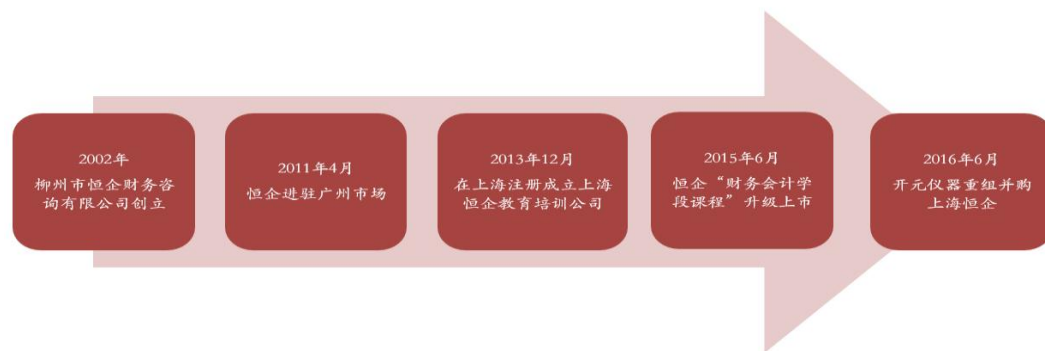 2002年
柳州市恒企财务咨
询有限公司创立
2011年4月
恒企进驻广州市场
2013年12月
在上海注册成立上海
恒企教育培训公司
2015年6月
恒企“财务会计学
段课程”升级上市
2016年6月
开元仪器重组并购
上海恒企